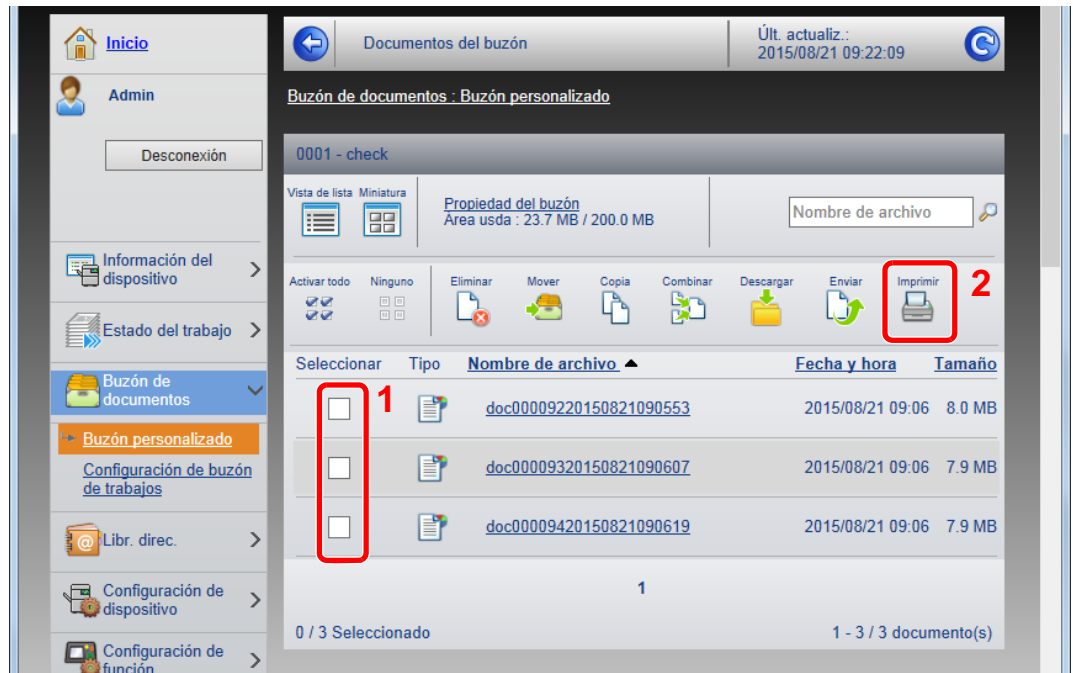 Inicio
Admin
Desconexión
Información del
dispositivo
Estado del trabajo
Buzón de
documentos
Buzón personalizado
Configuración de buzón
de trabajos
Libr. direc.
Configuración de
dispositivo
Configuración de
función
Documentos del buzón
Últ. actualiz.:
2015/08/21 09:22:09
Buzón de documentos : Buzón personalizado
0001 - check
Vista de lista Miniatura
Propiedad del buzón
Área usda : 23.7 MB / 200.0 MB
Nombre de archivo
Activar todo Ninguno Eliminar Mover Copia Combinar Descargar Enviar Imprimir
2
Seleccionar Tipo Nombre de archivo Fecha y hora Tamaño
1
doc00009220150821090553 2015/08/21 09:06 8.0 MB
doc00009320150821090607 2015/08/21 09:06 7.9 MB
doc00009420150821090619 2015/08/21 09:06 7.9 MB
1
0 / 3 Seleccionado 1 - 3 / 3 documento(s)